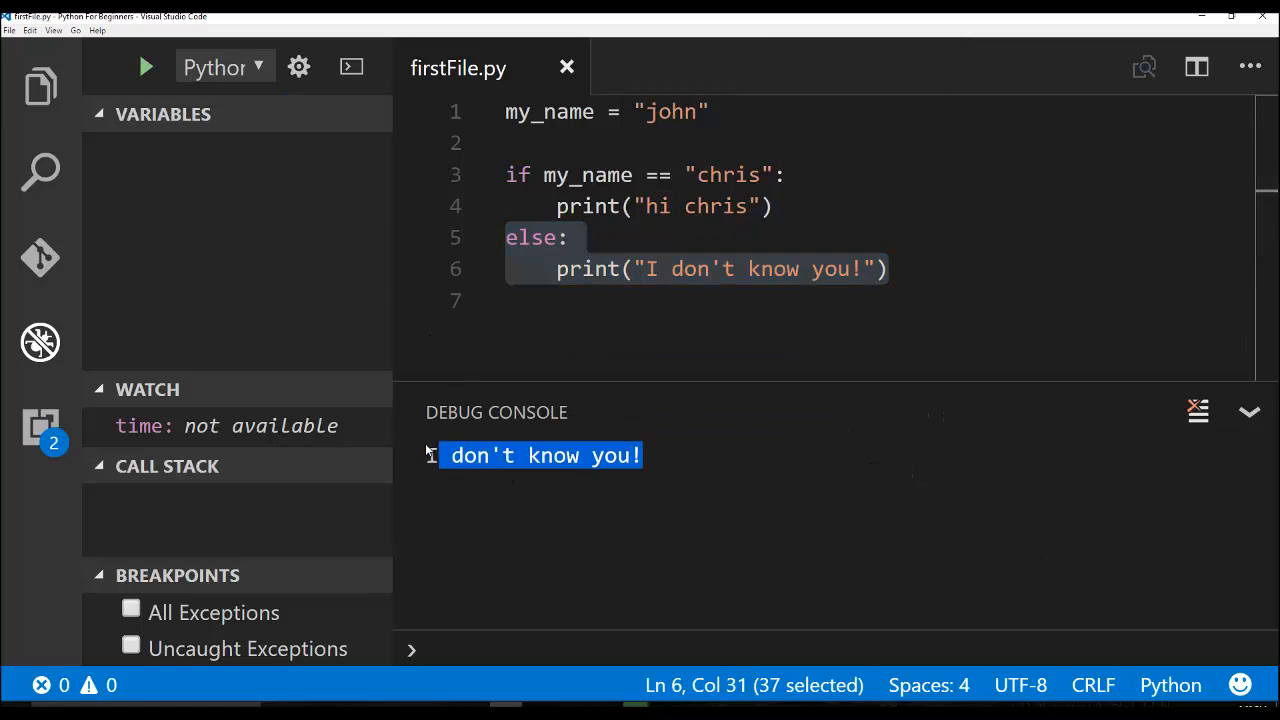 firstFile.py - Python For Beginners - Visual Studio Code
File Edit View Go Help
Python
firstFile.py
VARIABLES
1 my_name = "john"
2
3 if my_name == "chris":
4 print("hi chris")
5 else:
6 print("I don't know you!")
7
WATCH
time: not available
CALL STACK
BREAKPOINTS
All Exceptions
Uncaught Exceptions
2
DEBUG CONSOLE
I don't know you!
0 0 Ln 6, Col 31 (37 selected) Spaces: 4 UTF-8 CRLF Python